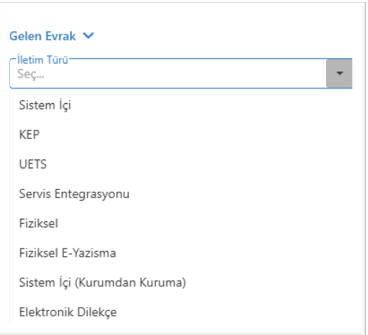 Gelen Evrak
İletim Türü
Seç...
Sistem İçi
KEP
UETS
Servis Entegrasyonu
Fiziksel
Fiziksel E-Yazisma
Sistem İçi (Kurumdan Kuruma)
Elektronik Dilekçe